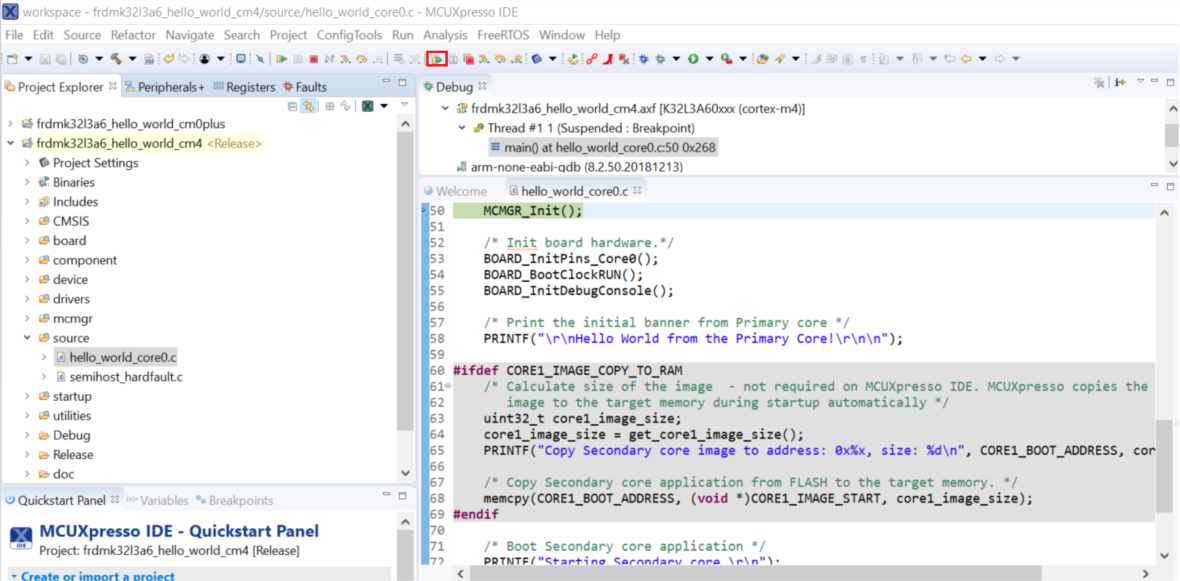 workspace - frdmk32l3a6_hello_world_cm4/source/hello_world_core0.c - MCUXpresso IDE
File Edit Source Refactor Navigate Search Project ConfigTools Run Analysis FreeRTOS Window Help
Project Explorer Peripherals+ Registers Faults
frdmk32l3a6_hello_world_cm0plus
frdmk32l3a6_hello_world_cm4 <Release>
Project Settings
Binaries
Includes
CMSIS
board
component
device
drivers
mcmgr
source
hello_world_core0.c
semihost_hardfault.c
startup
utilities
Debug
Release
doc
Quickstart Panel Variables Breakpoints
MCUXpresso IDE - Quickstart Panel
Project: frdmk32l3a6_hello_world_cm4 [Release]
Create or import a project
Debug
frdmk32l3a6_hello_world_cm4.axf [K32L3A60xxx (cortex-m4)]
Thread #1 1 (Suspended : Breakpoint)
main() at hello_world_core0.c:50 0x268
arm-none-eabi-gdb (8.2.50.20181213)
Welcome hello_world_core0.c
50 MCMGR_Init();
51
52 /* Init board hardware.*/
53 BOARD_InitPins_Core0();
54 BOARD_BootClockRUN();
55 BOARD_InitDebugConsole();
56
57 /* Print the initial banner from Primary core */
58 PRINTF("\r\nHello World from the Primary Core!\r\n\n");
59
60 #ifdef CORE1_IMAGE_COPY_TO_RAM
61 /* Calculate size of the image - not required on MCUXpresso IDE. MCUXpresso copies the
62 image to the target memory during startup automatically */
63 uint32_t core1_image_size;
64 core1_image_size = get_core1_image_size();
65 PRINTF("Copy Secondary core image to address: 0x%x, size: %d\n", CORE1_BOOT_ADDRESS, cor
66
67 /* Copy Secondary core application from FLASH to the target memory. */
68 memcpy(CORE1_BOOT_ADDRESS, (void *)CORE1_IMAGE_START, core1_image_size);
69 #endif
70
71 /* Boot Secondary core application */
72 PRINTF("Starting Secondary core.\r\n");